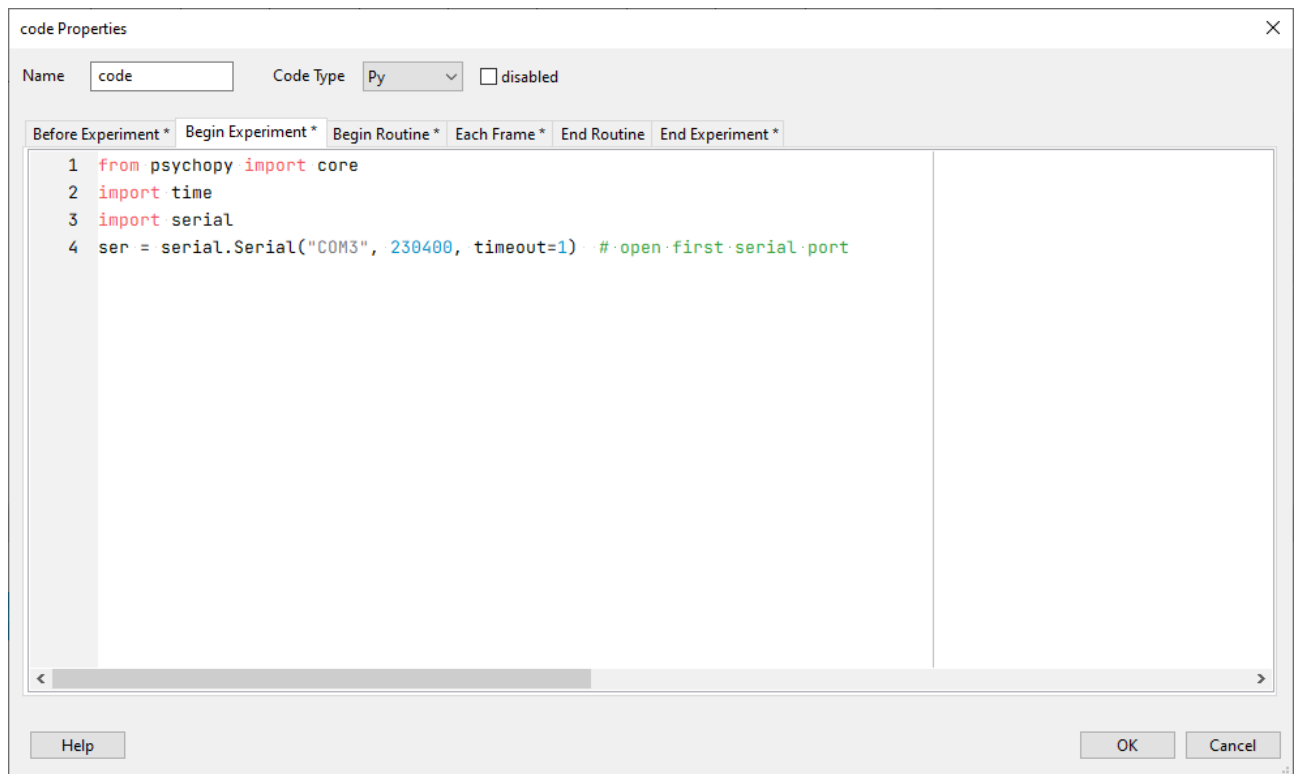 code Properties
Name code Code Type Py disabled
Before Experiment * Begin Experiment * Begin Routine * Each Frame * End Routine End Experiment *
1 from psychopy import core
2 import time
3 import serial
4 ser = serial.Serial("COM3", 230400, timeout=1)  # open first serial port
Help OK Cancel